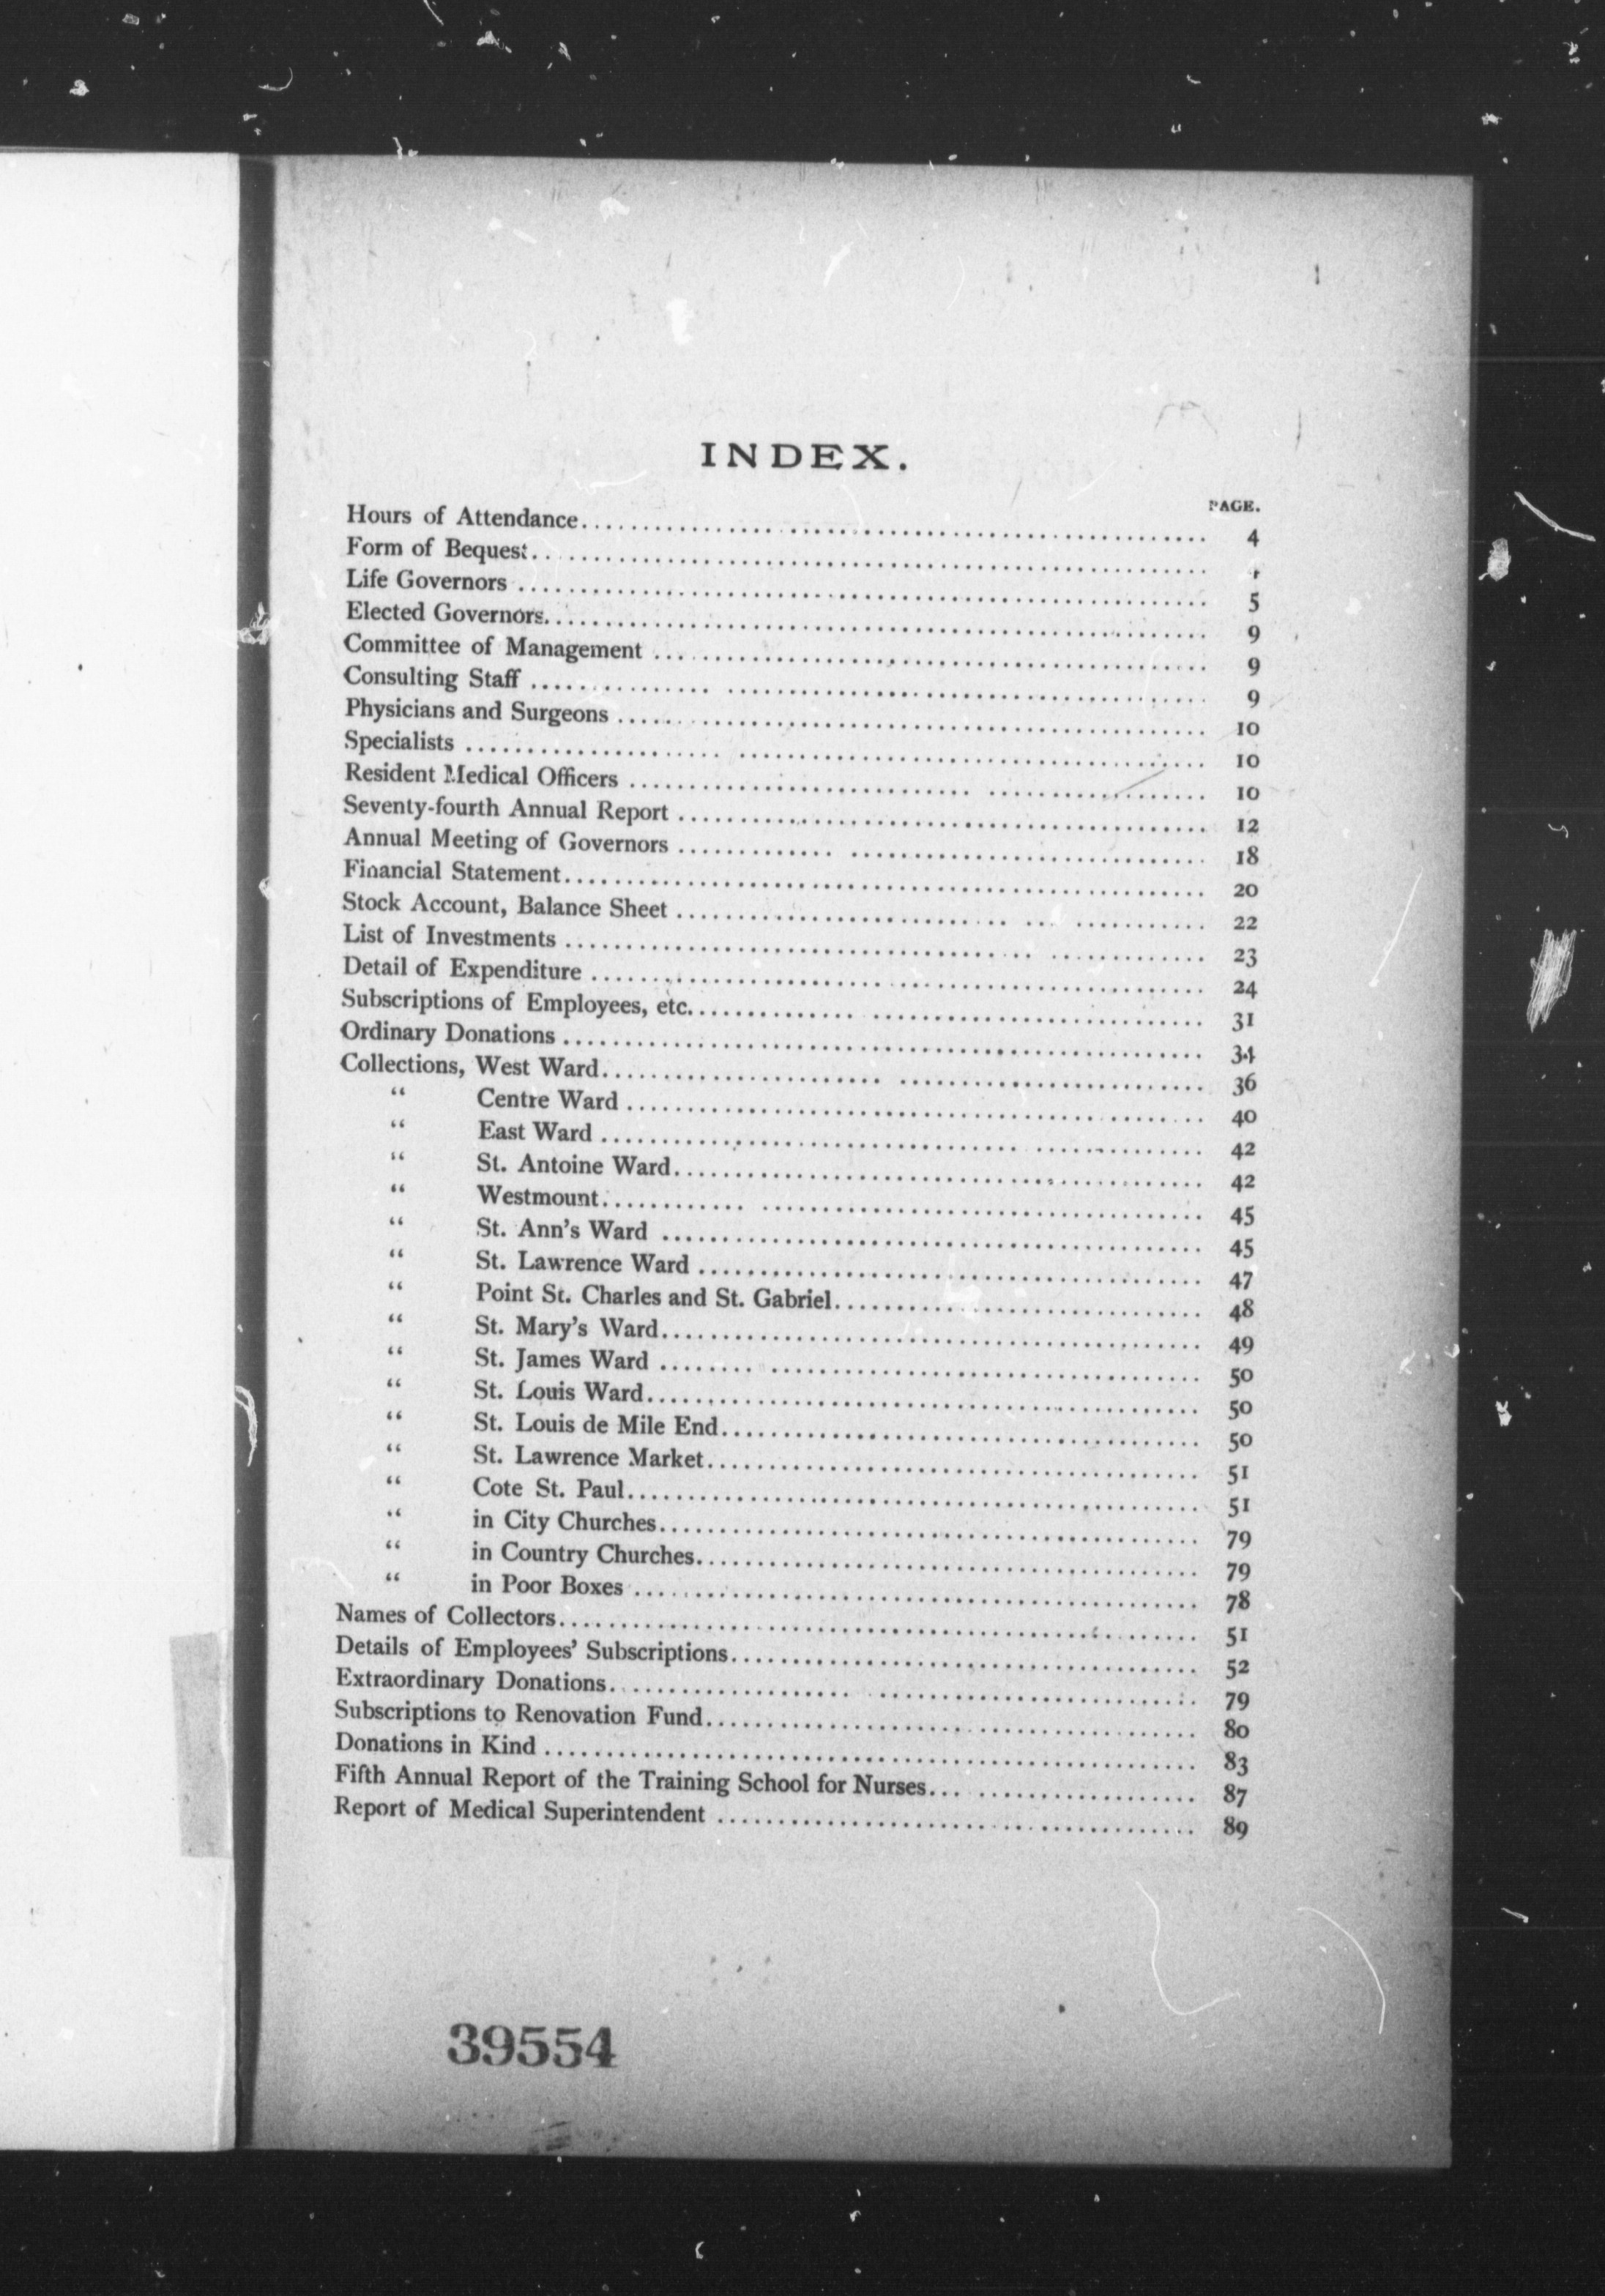 INDEX.
PAGE.
Hours of Attendance 4
Form of Bequest
Life Governors 5
Elected Governors 9
Committee of Management 9
Consulting Staff 9
Physicians and Surgeons 10
Specialists 10
Resident Medical Officers 10
Seventy-fourth Annual Report 12
Annual Meeting of Governors 18
Financial Statement 20
Stock Account, Balance Sheet 22
List of Investments 23
Detail of Expenditure 24
Subscriptions of Employees, etc. 31
Ordinary Donations 34
Collections, West Ward 36
“ Centre Ward 40
“ East Ward 42
“ St. Antoine Ward 42
“ Westmount 45
“ St. Ann's Ward 45
“ St. Lawrence Ward 47
“ Point St. Charles and St. Gabriel 48
“ St. Mary's Ward 49
“ St. James Ward 50
“ St. Louis Ward 50
“ St. Louis de Mile End 50
“ St. Lawrence Market 51
“ Cote St. Paul 51
“ in City Churches 79
“ in Country Churches 79
“ in Poor Boxes 78
Names of Collectors 51
Details of Employees' Subscriptions 52
Extraordinary Donations 79
Subscriptions to Renovation Fund 80
Donations in Kind 83
Fifth Annual Report of the Training School for Nurses 87
Report of Medical Superintendent 89
39554